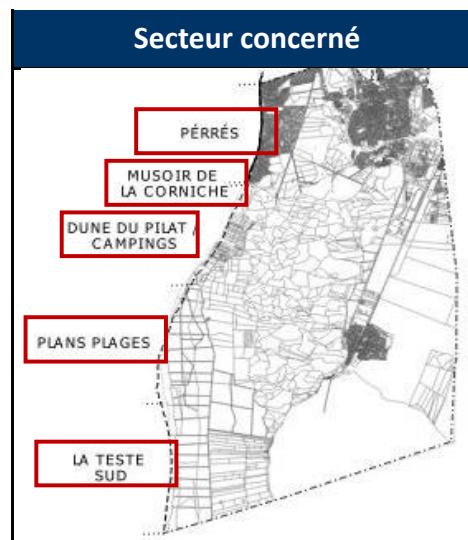 Secteur concerné
PÉRRÉS
MUSOIR DE
LA CORNICHE
DUNE DU PILAT /
CAMPINGS
PLANS PLAGES
LA TESTE
SUD